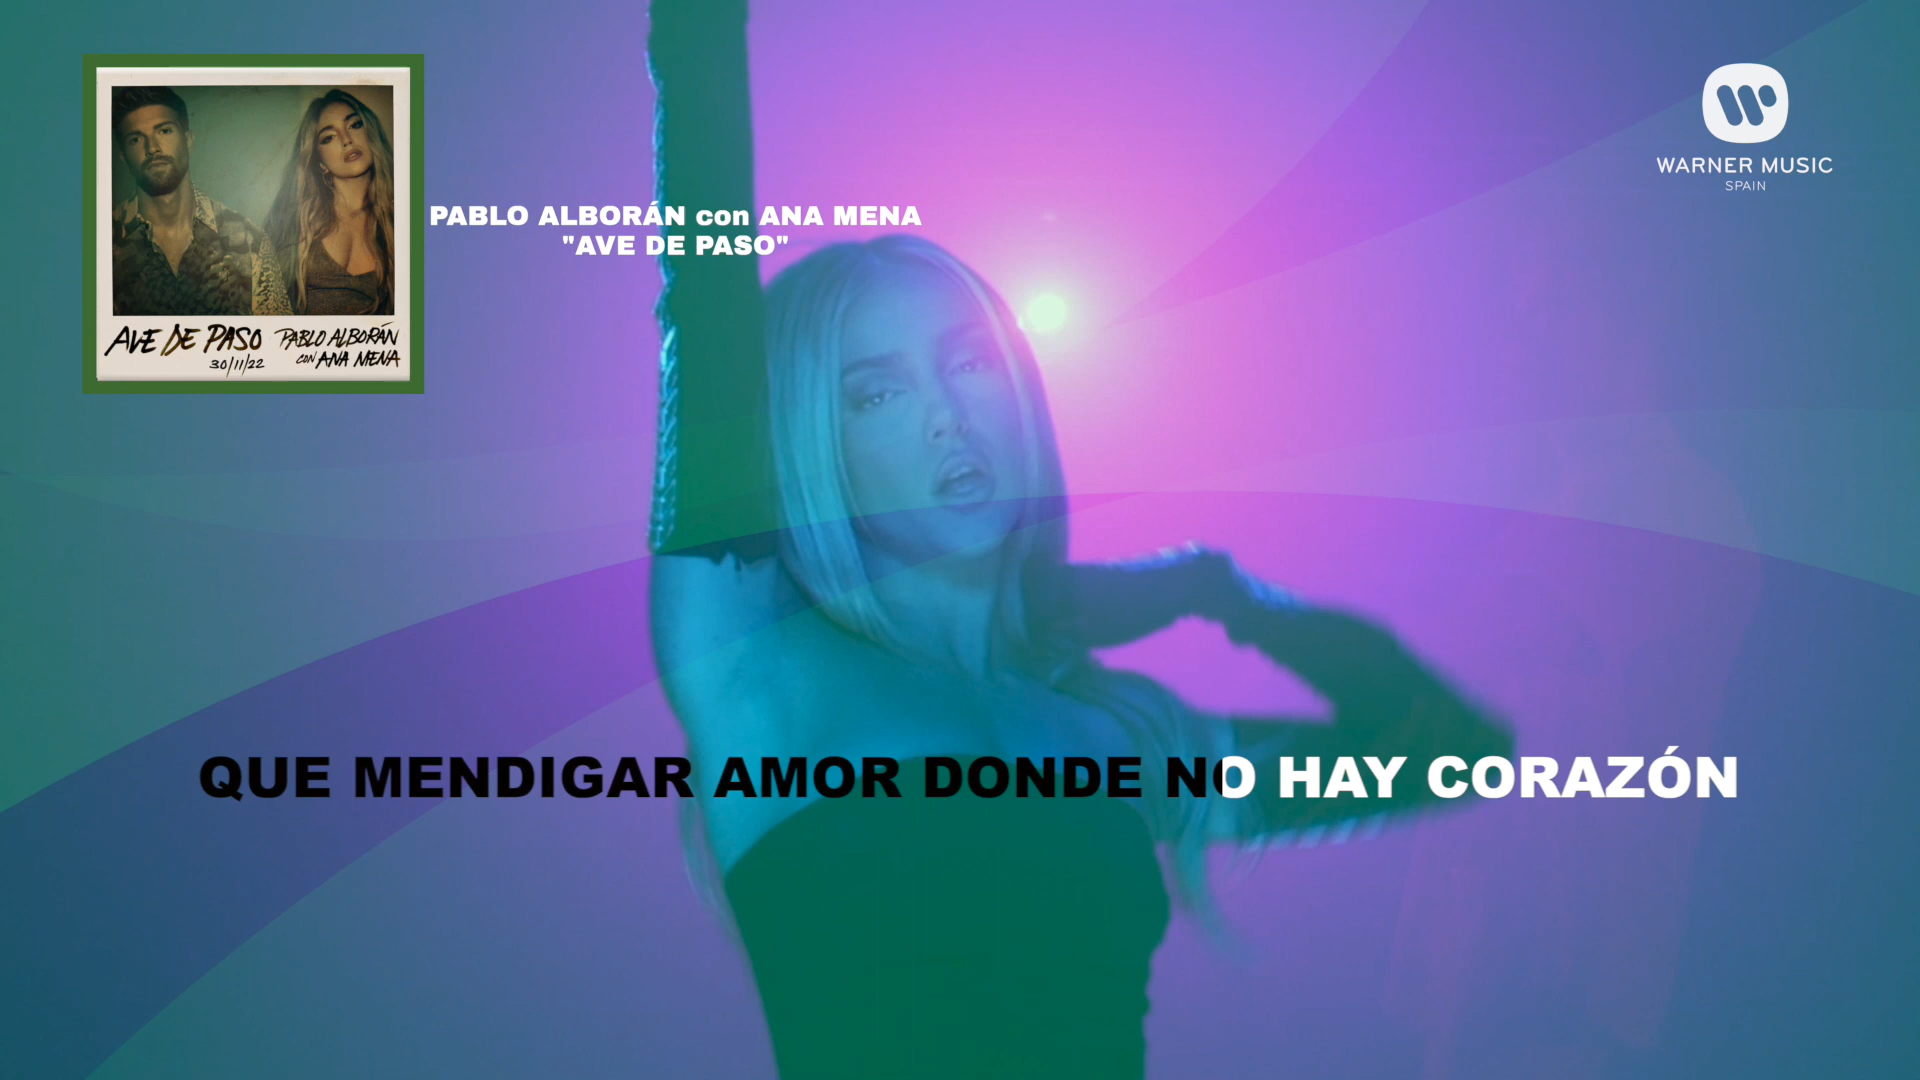 AVE DE PASO
30/11/22
PABLO ALBORÁN
CON ANA MENA
PABLO ALBORÁN con ANA MENA
"AVE DE PASO"
WARNER MUSIC
SPAIN
QUE MENDIGAR AMOR DONDE NO HAY CORAZÓN